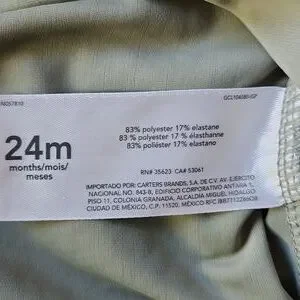 24m
months/mois/
meses
83% polyester 17% elastane
83 % polyester 17 % élasthanne
83% poliéster 17% elastano
RN# 35623 CA# 53061
IMPORTADO POR: CARTERS BRANDS, S.A. DE C.V. AV. EJERCITO
NACIONAL NO. 843-B, EDIFICIO CORPORATIVO ANTARA 1,
PISO 11, COLONIA GRANADA, ALCALDÍA MIGUEL HIDALGO
CIUDAD DE MÉXICO, C.P. 11520, MÉXICO RFC